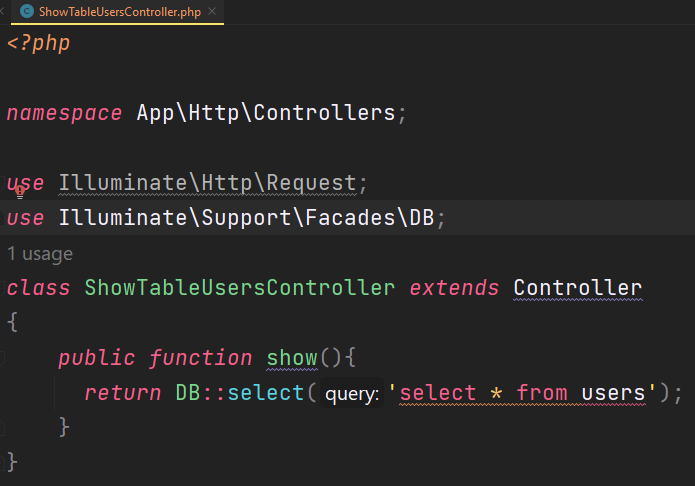 ShowTableUsersController.php
<?php
namespace App\Http\Controllers;
use Illuminate\Http\Request;
use Illuminate\Support\Facades\DB;
1 usage
class ShowTableUsersController extends Controller
{
    public function show(){
      return DB::select( query: 'select * from users');
    }
}